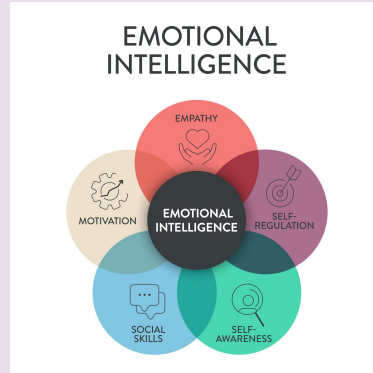 EMOTIONAL
INTELLIGENCE
EMPATHY
MOTIVATION
EMOTIONAL
INTELLIGENCE
SELF-
REGULATION
SOCIAL
SKILLS
SELF-
AWARENESS